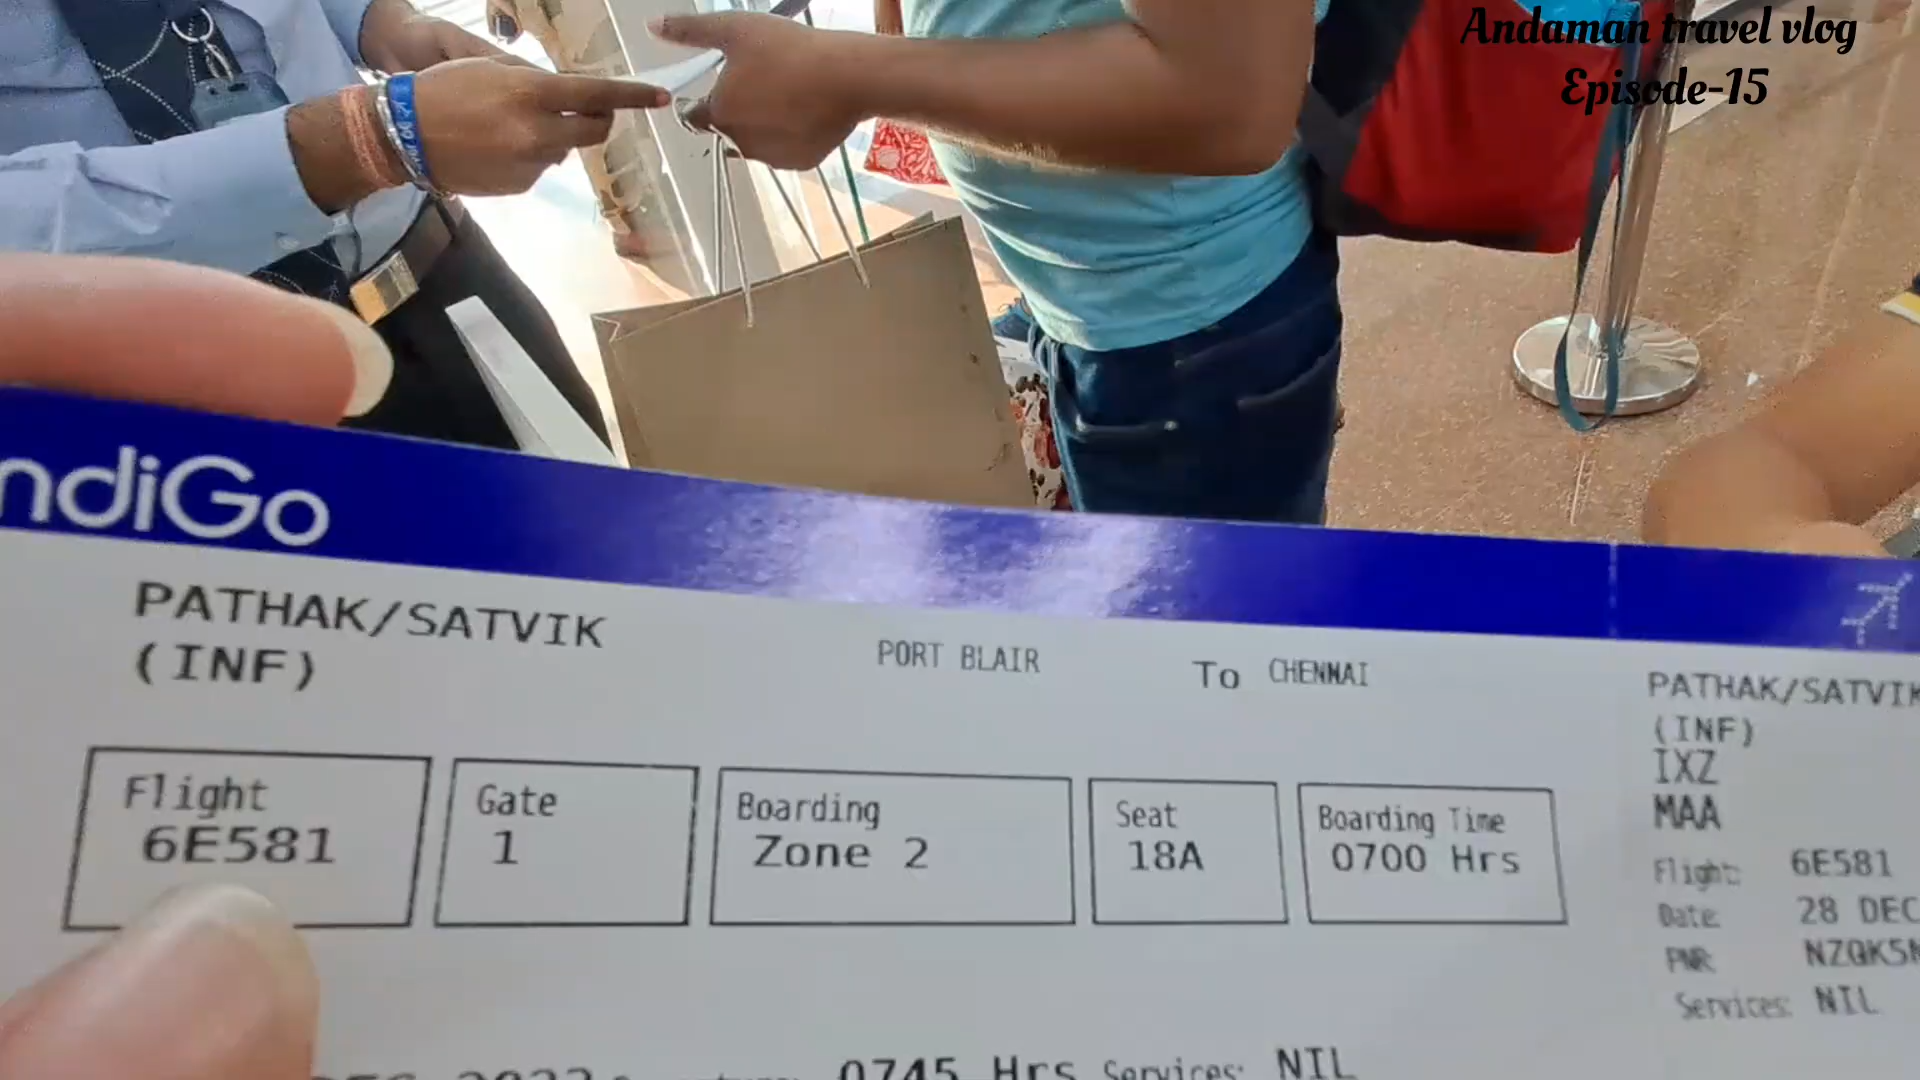 Andaman travel vlog
Episode-15
ndiGo
PATHAK/SATVIK
(INF)
PORT BLAIR To CHENNAI
Flight
6E581
Gate
1
Boarding
Zone 2
Seat
18A
Boarding Time
0700 Hrs
PATHAK/SATVIK
(INF)
IXZ
MAA
Flight: 6E581
Date: 28 DEC
PNR: NZQK5
Services: NIL
0745 Hrs Services: NIL